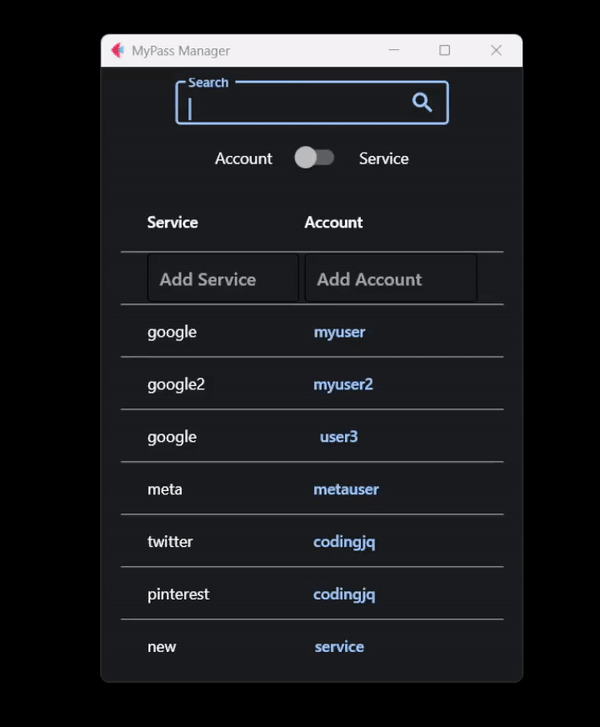 MyPass Manager
Search
Account Service
Service Account
Add Service Add Account
google myuser
google2 myuser2
google user3
meta metauser
twitter codingjq
pinterest codingjq
new service